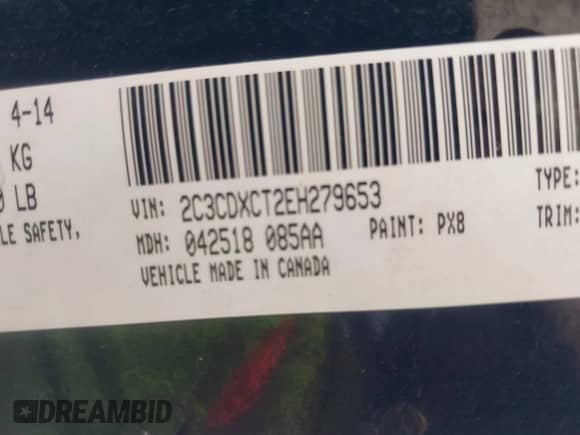 4-14
KG
LB
LE SAFETY,
VIN: 2C3CDXCT2EH279653
MDH: 042518 085AA
PAINT: PX8
VEHICLE MADE IN CANADA
TYPE:
TRIM:
DREAMBID